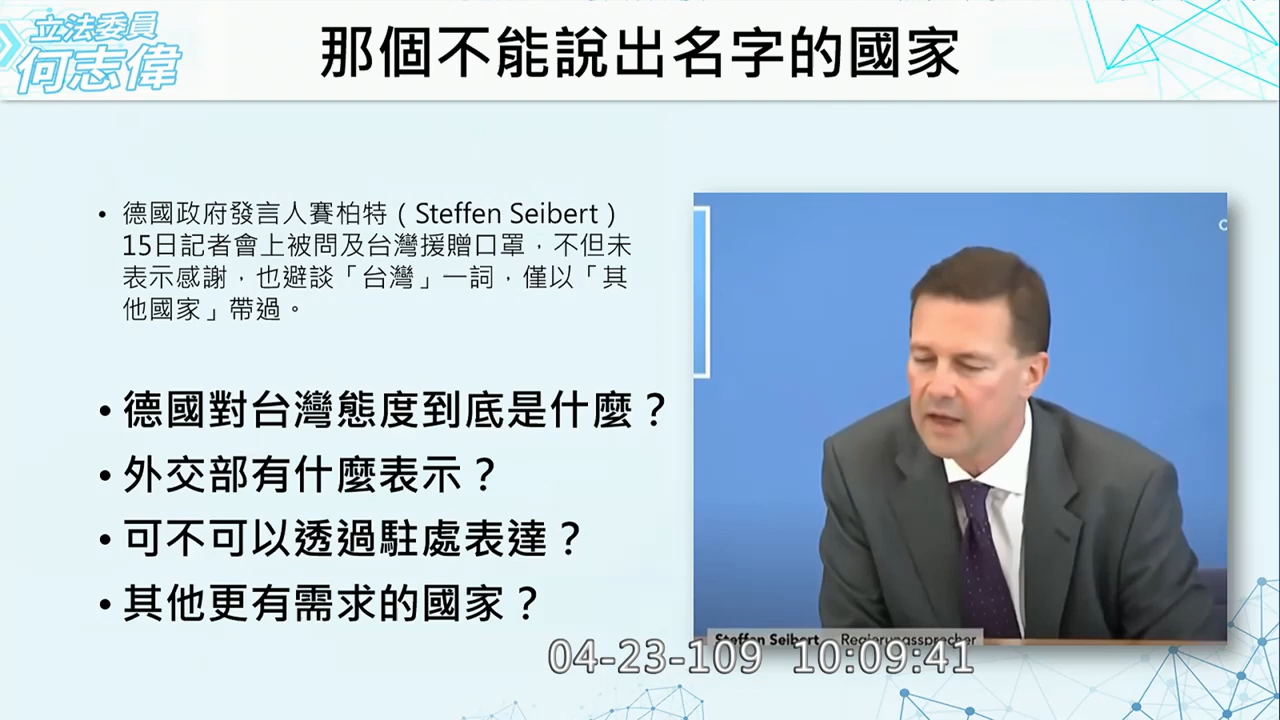 立法委員
何志偉
那個不能說出名字的國家
• 德國政府發言人賽柏特（Steffen Seibert）
15日記者會上被問及台灣援贈口罩，不但未
表示感謝，也避談「台灣」一詞，僅以「其
他國家」帶過。
• 德國對台灣態度到底是什麼？
• 外交部有什麼表示？
• 可不可以透過駐處表達？
• 其他更有需求的國家？
Steffen Seibert Regierungssprecher
04-23-109 10:09:41